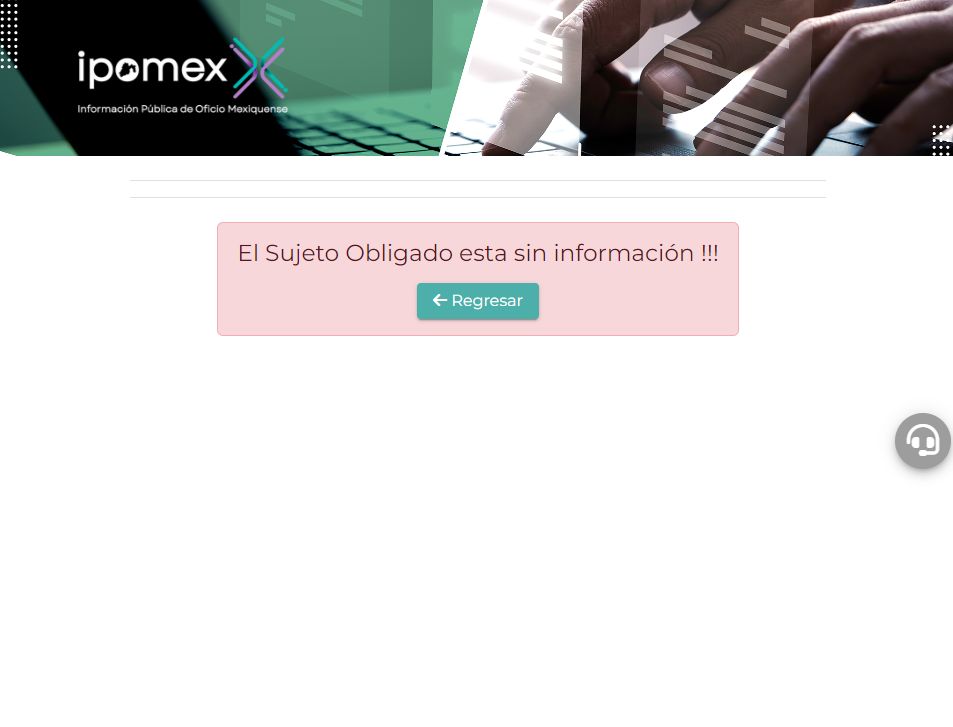 ipomex
Información Pública de Oficio Mexiquense
El Sujeto Obligado esta sin información !!!
Regresar